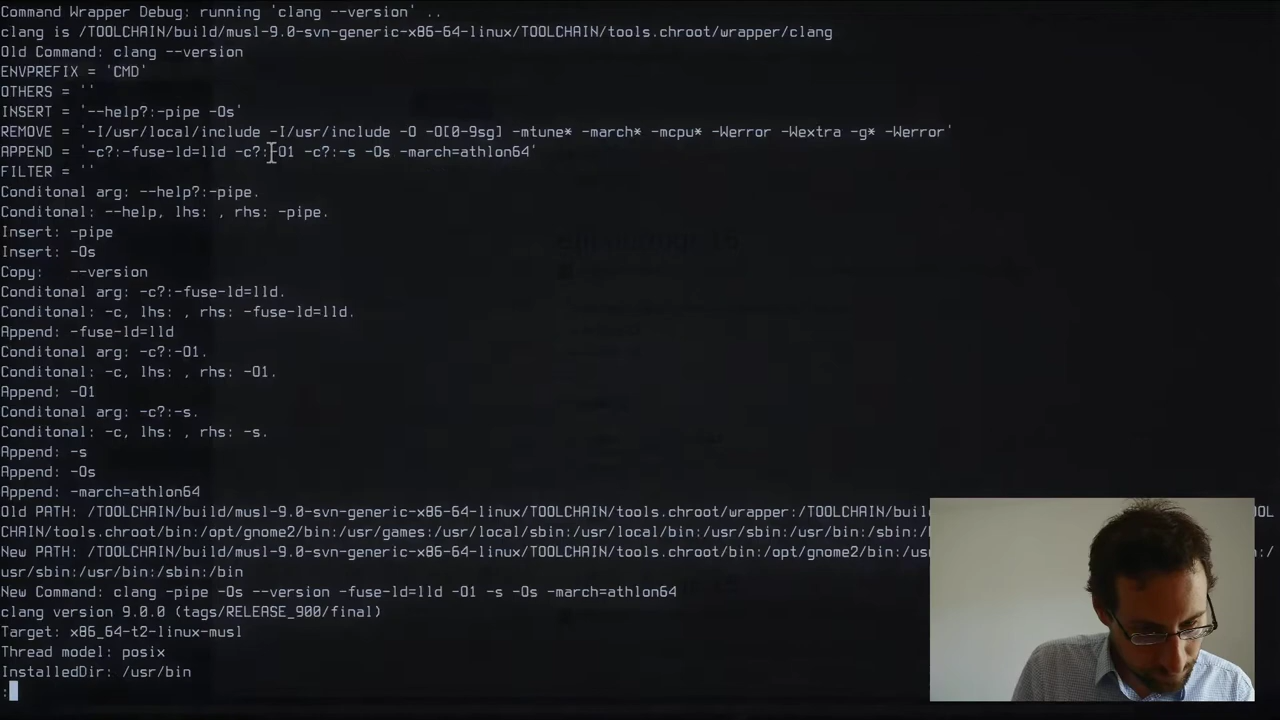 Command Wrapper Debug: running 'clang --version' ..
clang is /TOOLCHAIN/build/musl-9.0-svn-generic-x86-64-linux/TOOLCHAIN/tools.chroot/wrapper/clang
Old Command: clang --version
ENVPREFIX = 'CMD'
OTHERS = ''
INSERT = '--help?:-pipe -Os'
REMOVE = '-I/usr/local/include -I/usr/include -O -O[0-9sg] -mtune* -march* -mcpu* -Werror -Wextra -g* -Werror'
APPEND = '-c?:-fuse-ld=lld -c?:-O1 -c?:-s -Os -march=athlon64'
FILTER = ''
Conditonal arg: --help?:-pipe.
Conditonal: --help, lhs: , rhs: -pipe.
Insert: -pipe
Insert: -Os
Copy:   --version
Conditonal arg: -c?:-fuse-ld=lld.
Conditonal: -c, lhs: , rhs: -fuse-ld=lld.
Append: -fuse-ld=lld
Conditonal arg: -c?:-O1.
Conditonal: -c, lhs: , rhs: -O1.
Append: -O1
Conditonal arg: -c?:-s.
Conditonal: -c, lhs: , rhs: -s.
Append: -s
Append: -Os
Append: -march=athlon64
Old PATH: /TOOLCHAIN/build/musl-9.0-svn-generic-x86-64-linux/TOOLCHAIN/tools.chroot/wrapper:/TOOLCHAIN/buil TOOL
CHAIN/tools.chroot/bin:/opt/gnome2/bin:/usr/games:/usr/local/sbin:/usr/local/bin:/usr/sbin:/usr/bin:/sbin:/
New PATH: /TOOLCHAIN/build/musl-9.0-svn-generic-x86-64-linux/TOOLCHAIN/tools.chroot/bin:/opt/gnome2/bin:/us /
usr/sbin:/usr/bin:/sbin:/bin
New Command: clang -pipe -Os --version -fuse-ld=lld -O1 -s -Os -march=athlon64
clang version 9.0.0 (tags/RELEASE_900/final)
Target: x86_64-t2-linux-musl
Thread model: posix
InstalledDir: /usr/bin
: